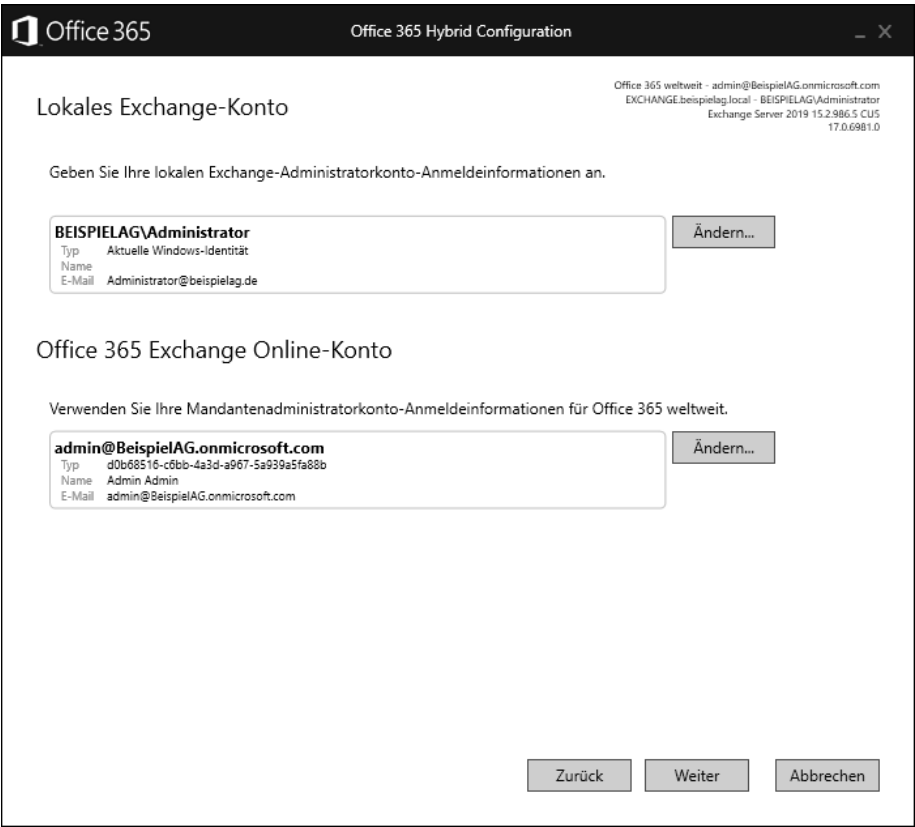 Office 365
Office 365 Hybrid Configuration
Office 365 weltweit - admin@BeispielAG.onmicrosoft.com
EXCHANGE.beispielag.local - BEISPIELAG\Administrator
Exchange Server 2019 15.2.986.5 CU5
17.0.6981.0
Lokales Exchange-Konto
Geben Sie Ihre lokalen Exchange-Administratorkonto-Anmeldeinformationen an.
BEISPIELAG\Administrator
Ändern...
Typ Aktuelle Windows-Identität
Name
E-Mail Administrator@beispielag.de
Office 365 Exchange Online-Konto
Verwenden Sie Ihre Mandantenadministratorkonto-Anmeldeinformationen für Office 365 weltweit.
admin@BeispielAG.onmicrosoft.com
Ändern...
Typ d0b68516-c6bb-4a3d-a967-5a939a5fa88b
Name Admin Admin
E-Mail admin@BeispielAG.onmicrosoft.com
Zurück Weiter Abbrechen